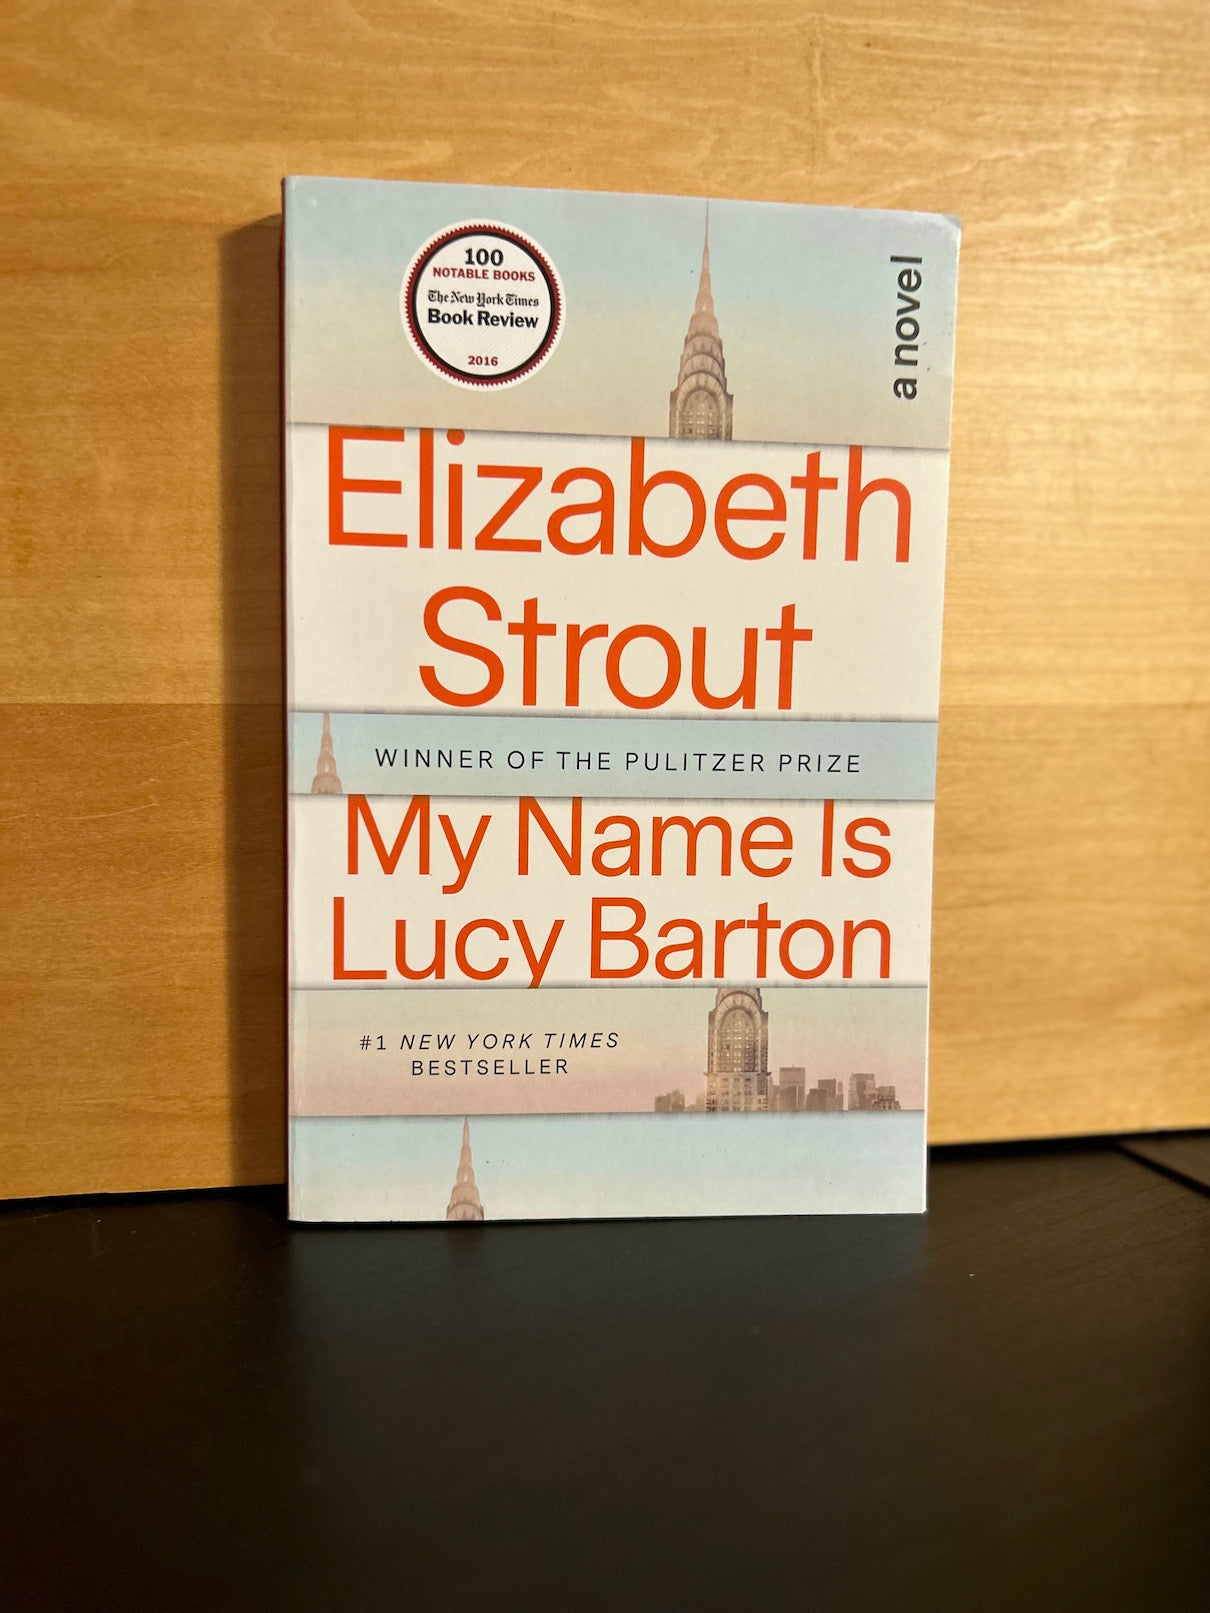 100
NOTABLE BOOKS
The New York Times
Book Review
2016
a novel
Elizabeth
Strout
WINNER OF THE PULITZER PRIZE
My Name Is
Lucy Barton
#1 NEW YORK TIMES
BESTSELLER